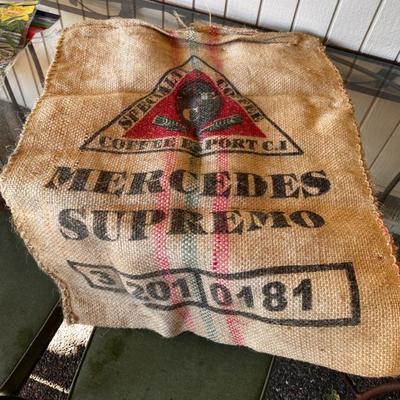 SPECIALTY COFFEE
COFFEE EXPORT C.I
MERCEDES
SUPREMO
3 201 0181